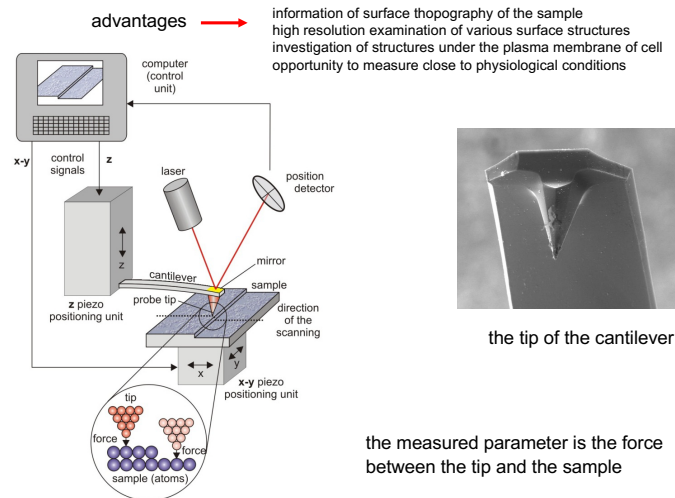 advantages
information of surface thopography of the sample
high resolution examination of various surface structures
investigation of structures under the plasma membrane of cell
opportunity to measure close to physiological conditions
computer
(control
unit)
x-y
control
signals
z
laser
position
detector
z
cantilever
mirror
sample
z piezo
positioning unit
probe tip
direction
of the
scanning
x
y
x-y piezo
positioning unit
tip
force
force
sample (atoms)
the tip of the cantilever
the measured parameter is the force
between the tip and the sample